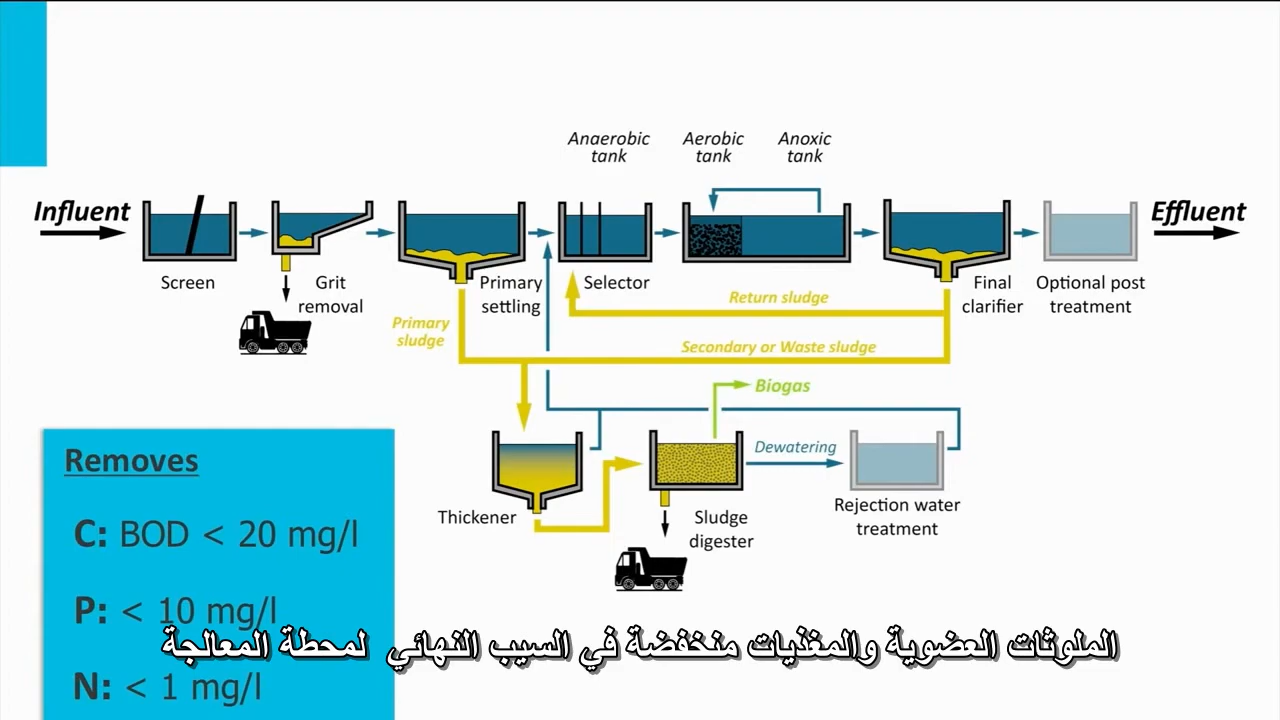 Anaerobic
tank
Aerobic
tank
Anoxic
tank
Influent
Effluent
Screen
Grit
removal
Primary
settling
Selector
Final
clarifier
Optional post
treatment
Return sludge
Primary
sludge
Secondary or Waste sludge
Biogas
Dewatering
Thickener
Sludge
digester
Rejection water
treatment
Removes
C: BOD < 20 mg/l
P: < 10 mg/l
N: < 1 mg/l
الملوثات العضوية والمغذيات منخفضة في السيب النهائي لمحطة المعالجة